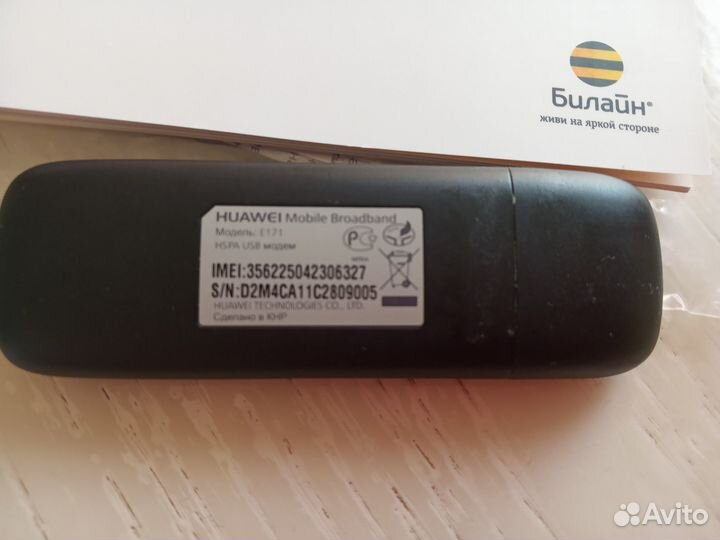 Билайн®
живи на яркой стороне
HUAWEI Mobile Broadband
Модель: E171
HSPA USB модем
IMEI:356225042306327
S/N:D2M4CA11C2809005
HUAWEI TECHNOLOGIES CO., LTD.
Сделано в КНР
Avito